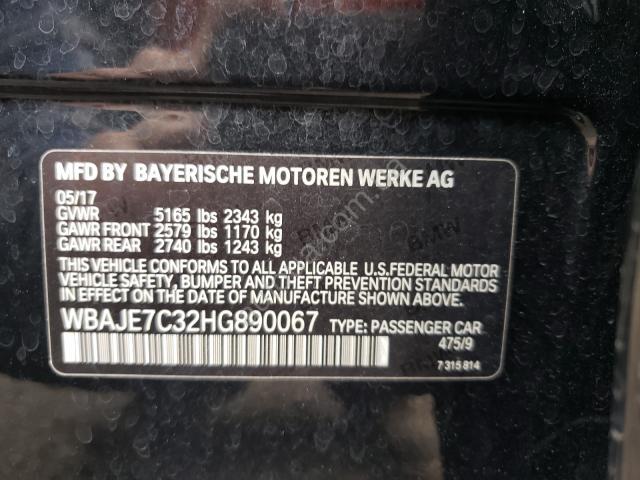 MFD BY BAYERISCHE MOTOREN WERKE AG
05/17
GVWR 5165 lbs 2343 kg
GAWR FRONT 2579 lbs 1170 kg
GAWR REAR 2740 lbs 1243 kg
THIS VEHICLE CONFORMS TO ALL APPLICABLE U.S.FEDERAL MOTOR
VEHICLE SAFETY, BUMPER AND THEFT PREVENTION STANDARDS
IN EFFECT ON THE DATE OF MANUFACTURE SHOWN ABOVE.
WBAJE7C32HG890067 TYPE: PASSENGER CAR
475/9
7 315 814